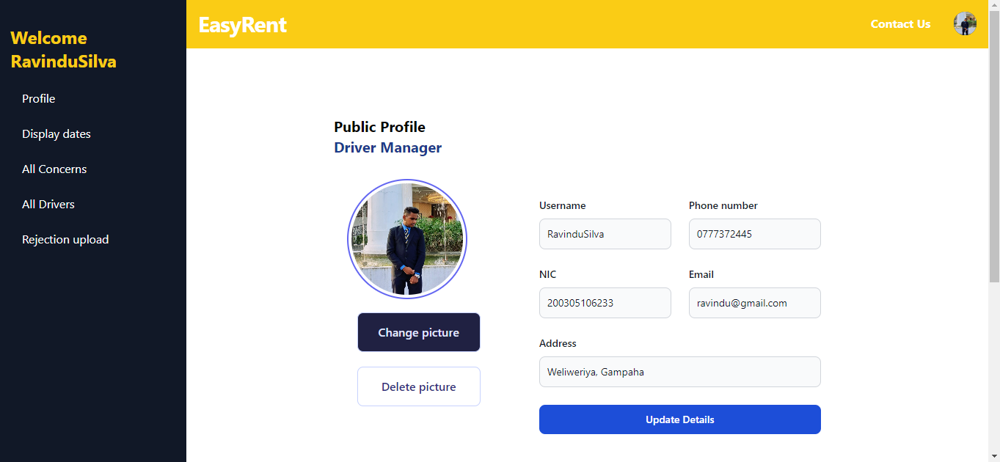 Welcome
RavinduSilva
Profile
Display dates
All Concerns
All Drivers
Rejection upload
EasyRent
Contact Us
Public Profile
Driver Manager
Change picture
Delete picture
Username
Phone number
RavinduSilva
0777372445
NIC
Email
200305106233
ravindu@gmail.com
Address
Weliweriya, Gampaha
Update Details